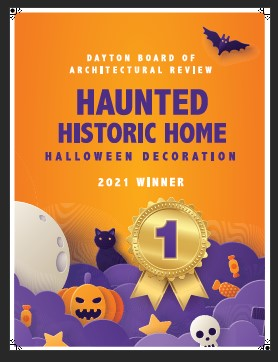 DAYTON BOARD OF
ARCHITECTURAL REVIEW
HAUNTED
HISTORIC HOME
HALLOWEEN DECORATION
2021 WINNER
1